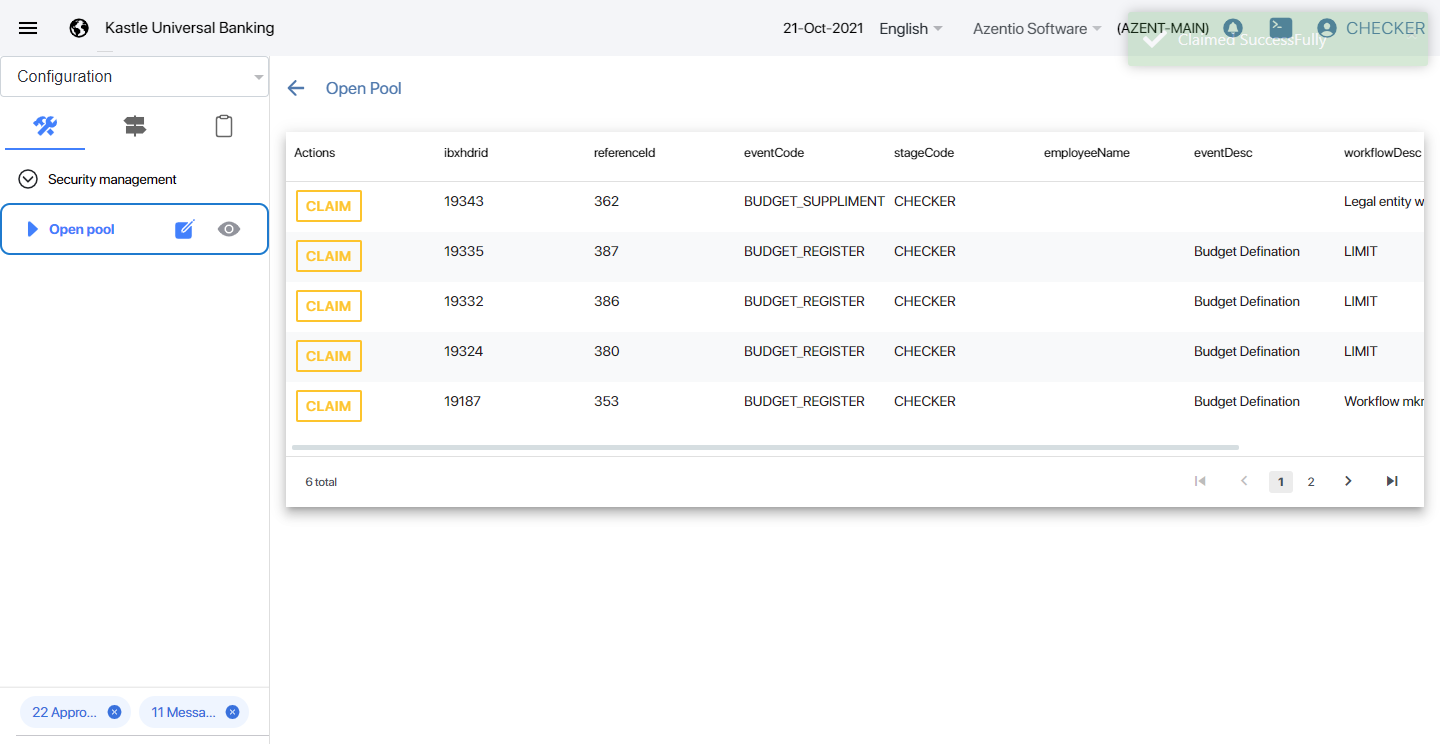 Kastle Universal Banking
21-Oct-2021 English Azentio Software (AZENT-MAIN) CHECKER
Claimed SuccessFully
Configuration
Open Pool
Security management
Open pool
Actions ibxhdrid referenceId eventCode stageCode employeeName eventDesc workflowDesc
CLAIM 19343 362 BUDGET_SUPPLIMENT CHECKER Legal entity w
CLAIM 19335 387 BUDGET_REGISTER CHECKER Budget Defination LIMIT
CLAIM 19332 386 BUDGET_REGISTER CHECKER Budget Defination LIMIT
CLAIM 19324 380 BUDGET_REGISTER CHECKER Budget Defination LIMIT
CLAIM 19187 353 BUDGET_REGISTER CHECKER Budget Defination Workflow mkr
6 total 1 2
22 Appro... 11 Messa...